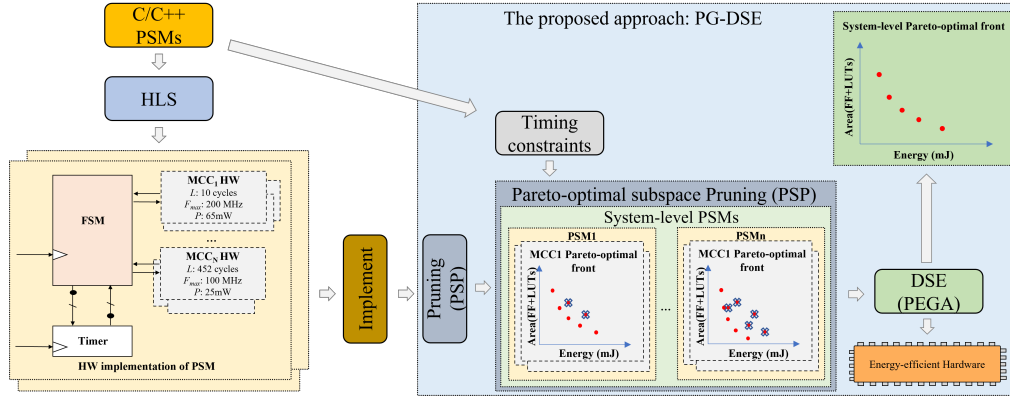 C/C++
PSMs
HLS
MCC1 HW
L: 10 cycles
Fmax: 200 MHz
P: 65mW
...
MCCN HW
L: 452 cycles
Fmax: 100 MHz
P: 25mW
FSM
Timer
HW implementation of PSM
Implement
Pruning
(PSP)
The proposed approach: PG-DSE
Timing
constraints
Pareto-optimal subspace Pruning (PSP)
System-level PSMs
PSM1
MCC1 Pareto-optimal
front
Area(FF+LUTs)
Energy (mJ)
...
PSMn
MCC1 Pareto-optimal
front
Area(FF+LUTs)
Energy (mJ)
System-level Pareto-optimal front
Area(FF+LUTs)
Energy (mJ)
DSE
(PEGA)
Energy-efficient Hardware